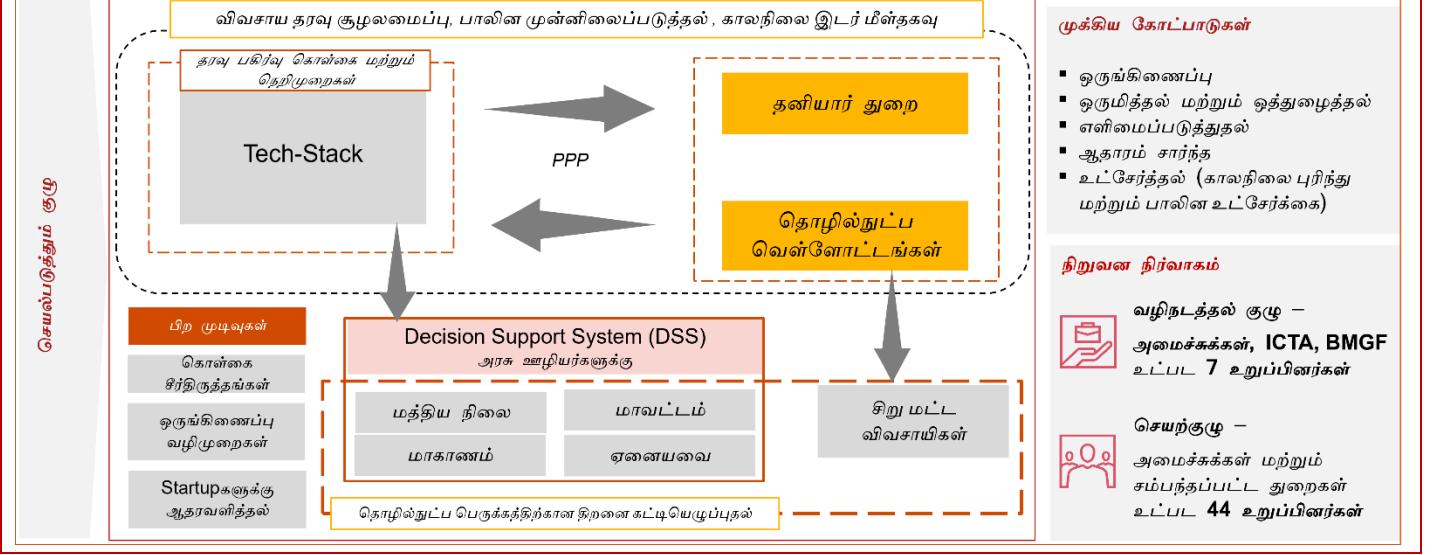 செயல்படுத்தும் குழு
விவசாய தரவு சூழலமைப்பு, பாலின முன்னிலைப்படுத்தல் , காலநிலை இடர் மீள்தகவு
தரவு பகிர்வு கொள்கை மற்றும்
நெறிமுறைகள்
Tech-Stack
PPP
தனியார் துறை
தொழில்நுட்ப
வெள்ளோட்டங்கள்
பிற முடிவுகள்
கொள்கை
சீர்திருத்தங்கள்
ஒருங்கிணைப்பு
வழிமுறைகள்
Startupகளுக்கு
ஆதரவளித்தல்
Decision Support System (DSS)
அரசு ஊழியர்களுக்கு
மத்திய நிலை
மாவட்டம்
மாகாணம்
ஏனையவை
சிறு மட்ட
விவசாயிகள்
தொழில்நுட்ப பெருக்கத்திற்கான திறனை கட்டியெழுப்புதல்
முக்கிய கோட்பாடுகள்
▪ ஒருங்கிணைப்பு
▪ ஒருமித்தல் மற்றும் ஒத்துழைத்தல்
▪ எளிமைப்படுத்துதல்
▪ ஆதாரம் சார்ந்த
▪ உட்சேர்த்தல் (காலநிலை புரிந்து
மற்றும் பாலின உட்சேர்க்கை)
நிறுவன நிர்வாகம்
வழிநடத்தல் குழு –
அமைச்சுக்கள், ICTA, BMGF
உட்பட 7 உறுப்பினர்கள்
செயற்குழு –
அமைச்சுக்கள் மற்றும்
சம்பந்தப்பட்ட துறைகள்
உட்பட 44 உறுப்பினர்கள்